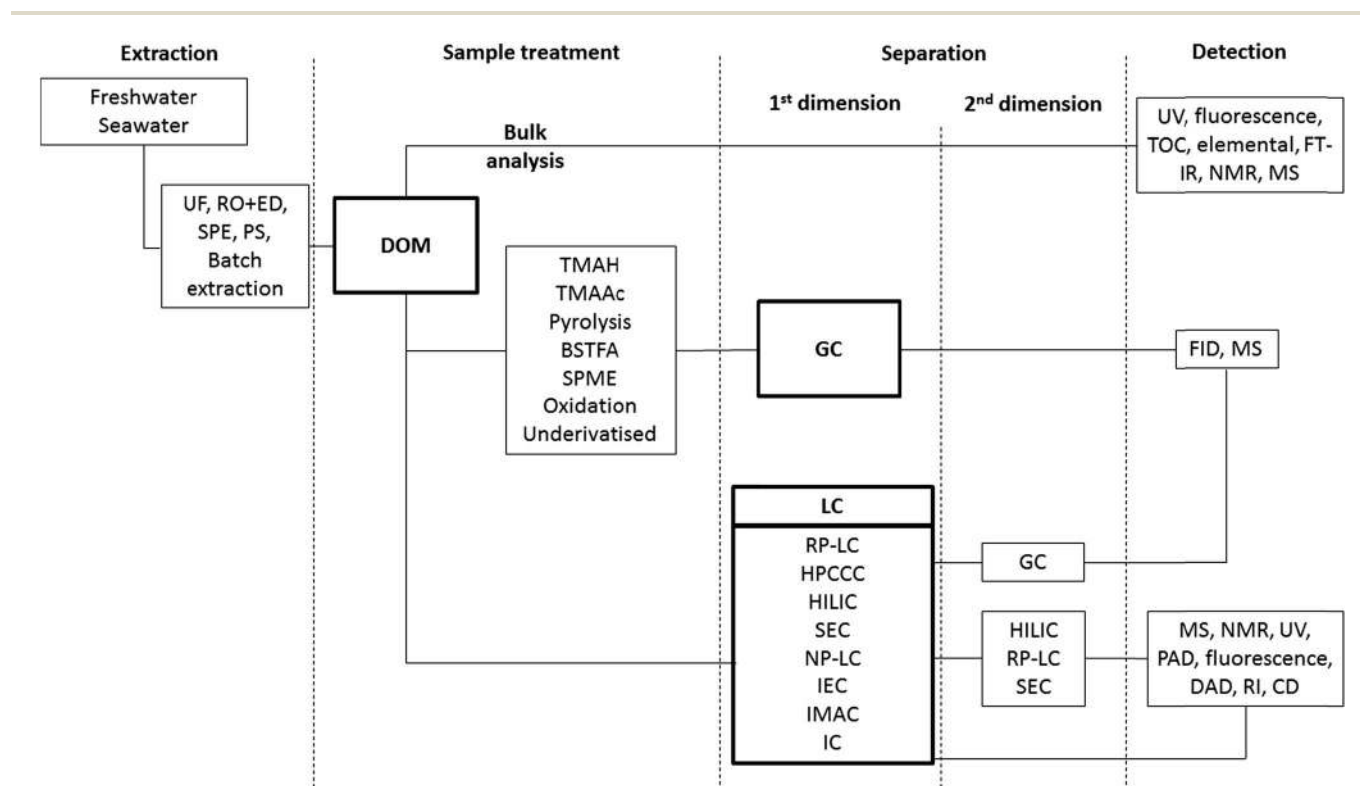 Extraction
Sample treatment
Separation
Detection
1st dimension
2nd dimension
Freshwater
Seawater
Bulk
analysis
UV, fluorescence,
TOC, elemental, FT-
IR, NMR, MS
UF, RO+ED,
SPE, PS,
Batch
extraction
DOM
TMAH
TMAAc
Pyrolysis
BSTFA
SPME
Oxidation
Underivatised
GC
FID, MS
LC
RP-LC
HPCCC
HILIC
SEC
NP-LC
IEC
IMAC
IC
GC
HILIC
RP-LC
SEC
MS, NMR, UV,
PAD, fluorescence,
DAD, RI, CD